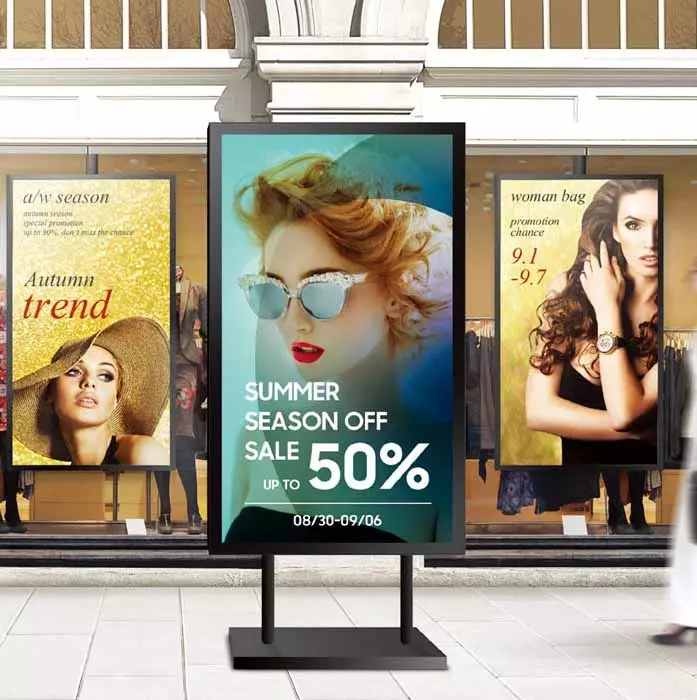 a/w season
autumn season
special promotion
up to 30%, don't miss the chance
Autumn
trend
SUMMER
SEASON OFF
SALE
UP TO 50%
08/30-09/06
woman bag
promotion
chance
9.1
-9.7